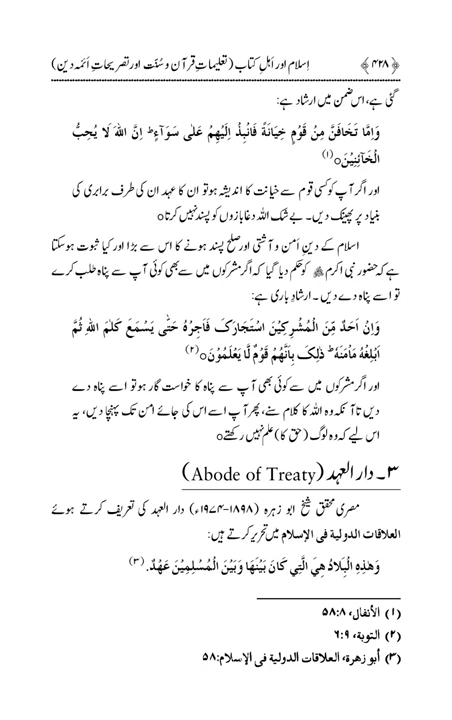 ﴿ ۴۲۸ ﴾ اِسلام اور اَہلِ کتاب (تعلیماتِ قرآن و سُنّت اور تصریحاتِ اَئمہ دین)
گئی ہے، اس ضمن میں ارشاد ہے:
وَاِمَّا تَخَافَنَّ مِنْ قَوْمٍ خِيَانَةً فَانْۢبِذْ اِلَيْهِمْ عَلٰى سَوَآءٍ ؕ اِنَّ اللهَ لَا يُحِبُّ
الْخَآئِنِيْنَ۝ (۱)
اور اگر آپ کو کسی قوم سے خیانت کا اندیشہ ہو تو ان کا عہد ان کی طرف برابری کی
بنیاد پر پھینک دیں۔ بے شک اللہ دغابازوں کو پسند نہیں کرتا۝
اسلام کے دینِ اَمن و آشتی اور صلح پسند ہونے کا اس سے بڑا اور کیا ثبوت ہوسکتا
ہے کہ حضور نبی اکرم ﷺ کو حکم دیا گیا کہ اگر مشرکوں میں سے بھی کوئی آپ سے پناہ طلب کرے
تو اسے پناہ دے دیں۔ ارشادِ باری ہے:
وَاِنْ اَحَدٌ مِّنَ الْمُشْرِكِيْنَ اسْتَجَارَكَ فَاَجِرْهُ حَتّٰى يَسْمَعَ كَلٰمَ اللهِ ثُمَّ
اَبْلِغْهُ مَاْمَنَهٗ ؕ ذٰلِكَ بِاَنَّهُمْ قَوْمٌ لَّا يَعْلَمُوْنَ۝ (۲)
اور اگر مشرکوں میں سے کوئی بھی آپ سے پناہ کا خواست گار ہو تو اسے پناہ دے
دیں تا آنکہ وہ اللہ کا کلام سنے، پھر آپ اسے اس کی جائے امن تک پہنچا دیں، یہ
اس لیے کہ وہ لوگ (حق کا) علم نہیں رکھتے۝
۳۔ دار العہد (Abode of Treaty)
مصری محقق شیخ ابو زہرہ (۱۸۹۸-۱۹۷۴ء) دار العہد کی تعریف کرتے ہوئے
العلاقات الدولية في الإسلام میں تحریر کرتے ہیں:
وَهٰذِهِ الْبِلَادُ هِيَ الَّتِي كَانَ بَيْنَهَا وَبَيْنَ الْمُسْلِمِيْنَ عَهْدٌ. (۳)
(۱) الأنفال، ۸:۵۸
(۲) التوبة، ۹:۶
(۳) أبو زهرة، العلاقات الدولية في الإسلام: ۵۸